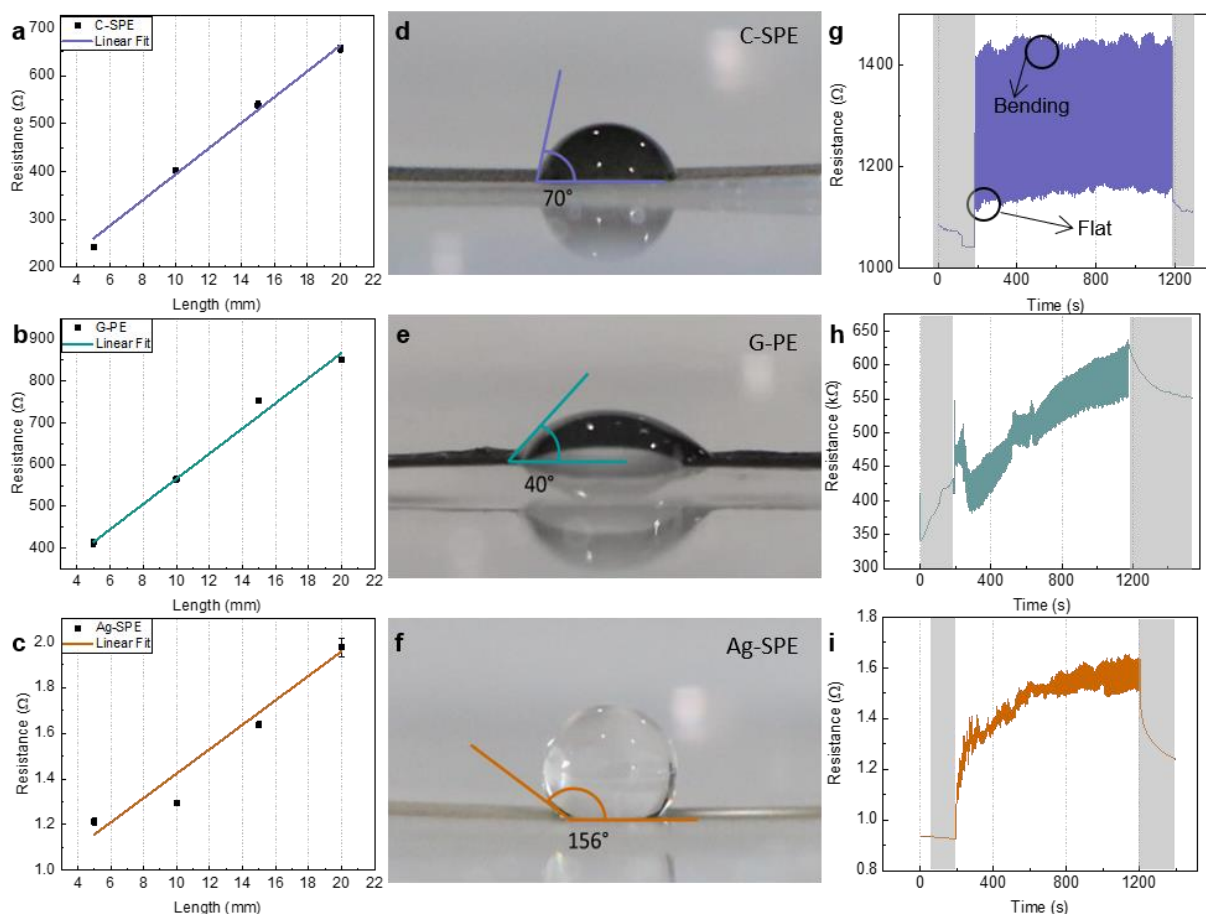 a
C-SPE
Linear Fit
700
600
500
400
300
200
Resistance (Ω)
4 6 8 10 12 14 16 18 20 22
Length (mm)
d
C-SPE
70°
g
1400
1200
1000
Resistance (Ω)
Bending
Flat
0 400 800 1200
Time (s)
b
G-PE
Linear Fit
900
800
700
600
500
400
Resistance (Ω)
4 6 8 10 12 14 16 18 20 22
Length (mm)
e
G-PE
40°
h
650
600
550
500
450
400
350
300
Resistance (kΩ)
0 400 800 1200
Time (s)
c
Ag-SPE
Linear Fit
2.0
1.8
1.6
1.4
1.2
1.0
Resistance (Ω)
4 6 8 10 12 14 16 18 20 22
Length (mm)
f
Ag-SPE
156°
i
1.8
1.6
1.4
1.2
1.0
0.8
Resistance (Ω)
0 400 800 1200
Time (s)